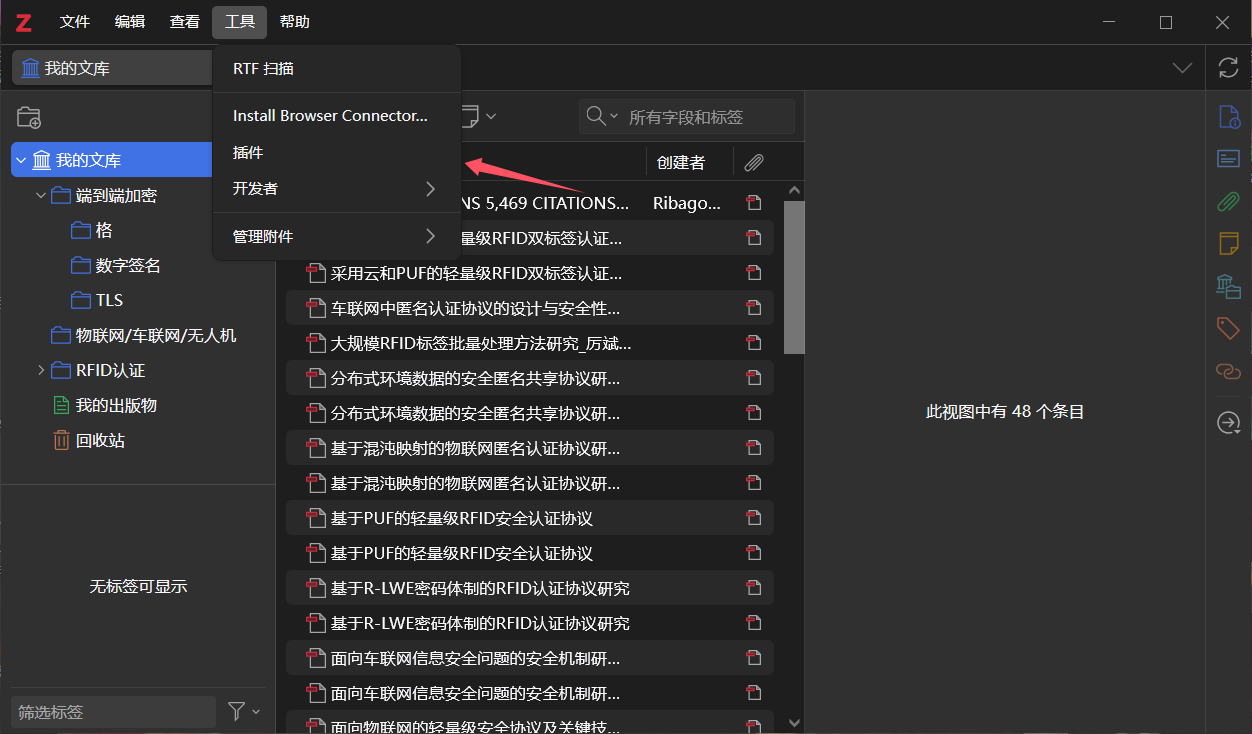 Z 文件 编辑 查看 工具 帮助
我的文库
RTF 扫描
Install Browser Connector...
插件
开发者
管理附件
所有字段和标签
创建者
我的文库
端到端加密
格
数字签名
TLS
物联网/车联网/无人机
RFID认证
我的出版物
回收站
无标签可显示
筛选标签
NS 5,469 CITATIONS... Ribago...
量级RFID双标签认证...
采用云和PUF的轻量级RFID双标签认证...
车联网中匿名认证协议的设计与安全性...
大规模RFID标签批量处理方法研究_厉斌...
分布式环境数据的安全匿名共享协议研...
分布式环境数据的安全匿名共享协议研...
基于混沌映射的物联网匿名认证协议研...
基于混沌映射的物联网匿名认证协议研...
基于PUF的轻量级RFID安全认证协议
基于PUF的轻量级RFID安全认证协议
基于R-LWE密码体制的RFID认证协议研究
基于R-LWE密码体制的RFID认证协议研究
面向车联网信息安全问题的安全机制研...
面向车联网信息安全问题的安全机制研...
面向物联网的轻量级安全协议及关键技...
此视图中有 48 个条目